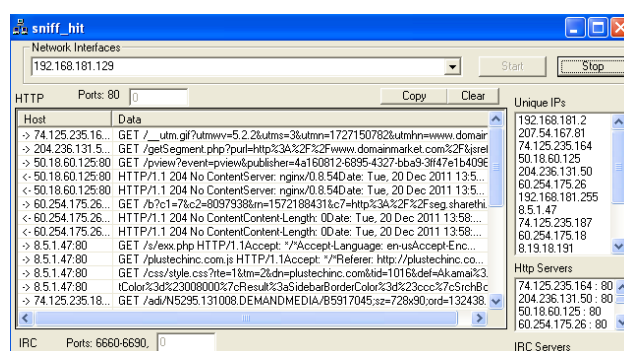 sniff_hit
Network Interfaces
192.168.181.129
Start
Stop
HTTP Ports: 80 0
Copy
Clear
Unique IPs
Host Data
-> 74.125.235.16... GET /__utm.gif?utmwv=5.2.2&utms=3&utmn=1727150782&utmhn=www.domain
-> 204.236.131.5... GET /getSegment.php?purl=http%3A%2F%2Fwww.domainmarket.com%2F&jsref
-> 50.18.60.125:80 GET /pview?event=pview&publisher=4a160812-6895-4327-bba9-3ff47e1b4096
<- 50.18.60.125:80 HTTP/1.1 204 No ContentServer: nginx/0.8.54Date: Tue, 20 Dec 2011 13:5...
<- 50.18.60.125:80 HTTP/1.1 204 No ContentServer: nginx/0.8.54Date: Tue, 20 Dec 2011 13:5...
-> 60.254.175.26... GET /b?c1=7&c2=8097938&rn=1572188431&c7=http%3A%2F%2Fseg.sharethi.
<- 60.254.175.26... HTTP/1.1 204 No ContentContent-Length: 0Date: Tue, 20 Dec 2011 13:58:...
<- 60.254.175.26... HTTP/1.1 204 No ContentContent-Length: 0Date: Tue, 20 Dec 2011 13:58:...
-> 8.5.1.47:80 GET /s/exx.php HTTP/1.1Accept: */*Accept-Language: en-usAccept-Enc...
-> 8.5.1.47:80 GET /plustechinc.com.js HTTP/1.1Accept: */*Referer: http://plustechinc.co...
-> 8.5.1.47:80 GET /css/style.css?rte=1&tm=2&dn=plustechinc.com&tid=1016&def=Akamai%3.
-> 8.5.1.47:80 tColor%3d%23008000%7cResult%3aSidebarBorderColor%3d%23ccc%7cSrchBc
-> 74.125.235.18... GET /adi/N5295.131008.DEMANDMEDIA/B5917045;sz=728x90;ord=132438.
192.168.181.2
207.54.167.81
74.125.235.164
50.18.60.125
204.236.131.50
60.254.175.26
192.168.181.255
8.5.1.47
74.125.235.187
60.254.175.18
8.19.18.191
Http Servers
74.125.235.164 : 80
204.236.131.50 : 80
50.18.60.125 : 80
60.254.175.26 : 80
IRC Ports: 6660-6690, 0
IRC Servers